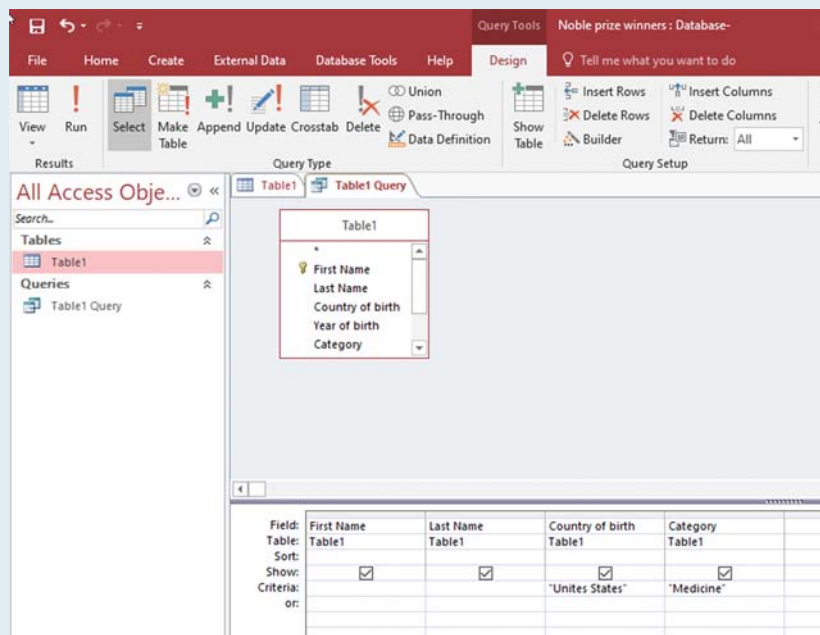 Query Tools
Noble prize winners : Database-
File Home Create External Data Database Tools Help Design Tell me what you want to do
View
Run
Select
Make Table
Append
Update
Crosstab
Delete
Union
Pass-Through
Data Definition
Show Table
Insert Rows
Delete Rows
Builder
Insert Columns
Delete Columns
Return: All
Results
Query Type
Query Setup
All Access Obje...
Search...
Tables
Table1
Queries
Table1 Query
Table1
Table1 Query
Table1
*
First Name
Last Name
Country of birth
Year of birth
Category
Field: First Name Last Name Country of birth Category
Table: Table1 Table1 Table1 Table1
Sort:
Show:
Criteria: "Unites States" "Medicine"
or: